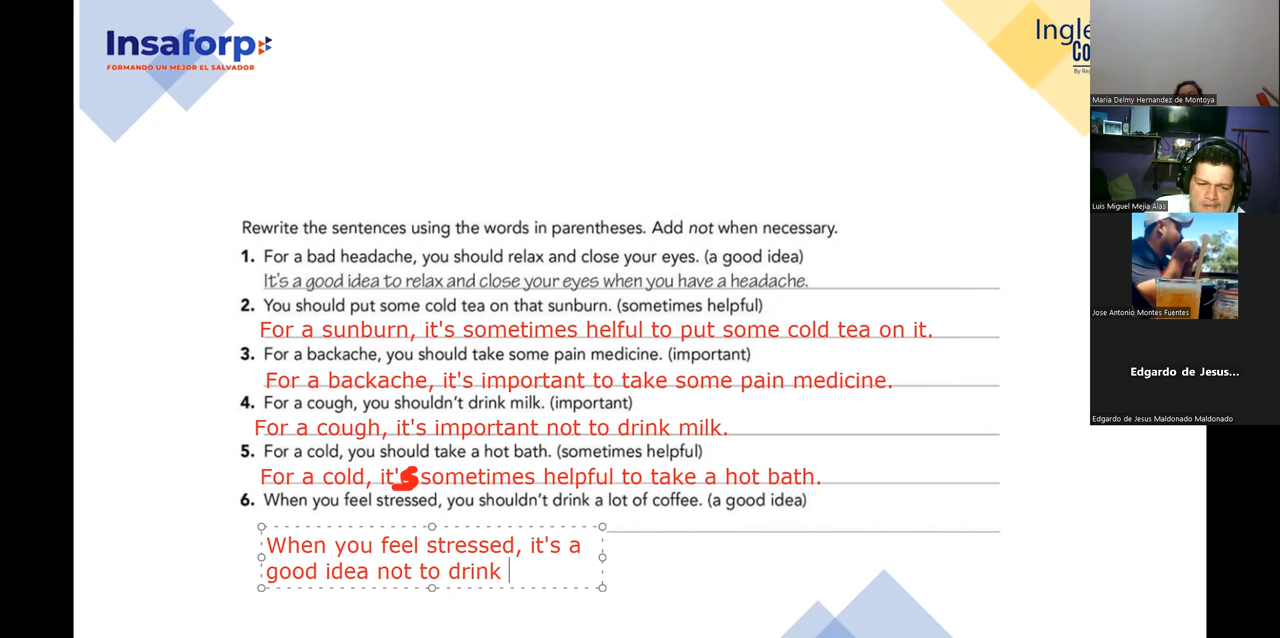 Insaforp
FORMANDO UN MEJOR EL SALVADOR
Rewrite the sentences using the words in parentheses. Add not when necessary.
1. For a bad headache, you should relax and close your eyes. (a good idea)
It's a good idea to relax and close your eyes when you have a headache.
2. You should put some cold tea on that sunburn. (sometimes helpful)
For a sunburn, it's sometimes helful to put some cold tea on it.
3. For a backache, you should take some pain medicine. (important)
For a backache, it's important to take some pain medicine.
4. For a cough, you shouldn't drink milk. (important)
For a cough, it's important not to drink milk.
5. For a cold, you should take a hot bath. (sometimes helpful)
For a cold, it's sometimes helpful to take a hot bath.
6. When you feel stressed, you shouldn't drink a lot of coffee. (a good idea)
When you feel stressed, it's a
good idea not to drink
Maria Delmy Hernandez de Montoya
Luis Miguel Mejia Alas
Jose Antonio Montes Fuentes
Edgardo de Jesus...
Edgardo de Jesus Maldonado Maldonado